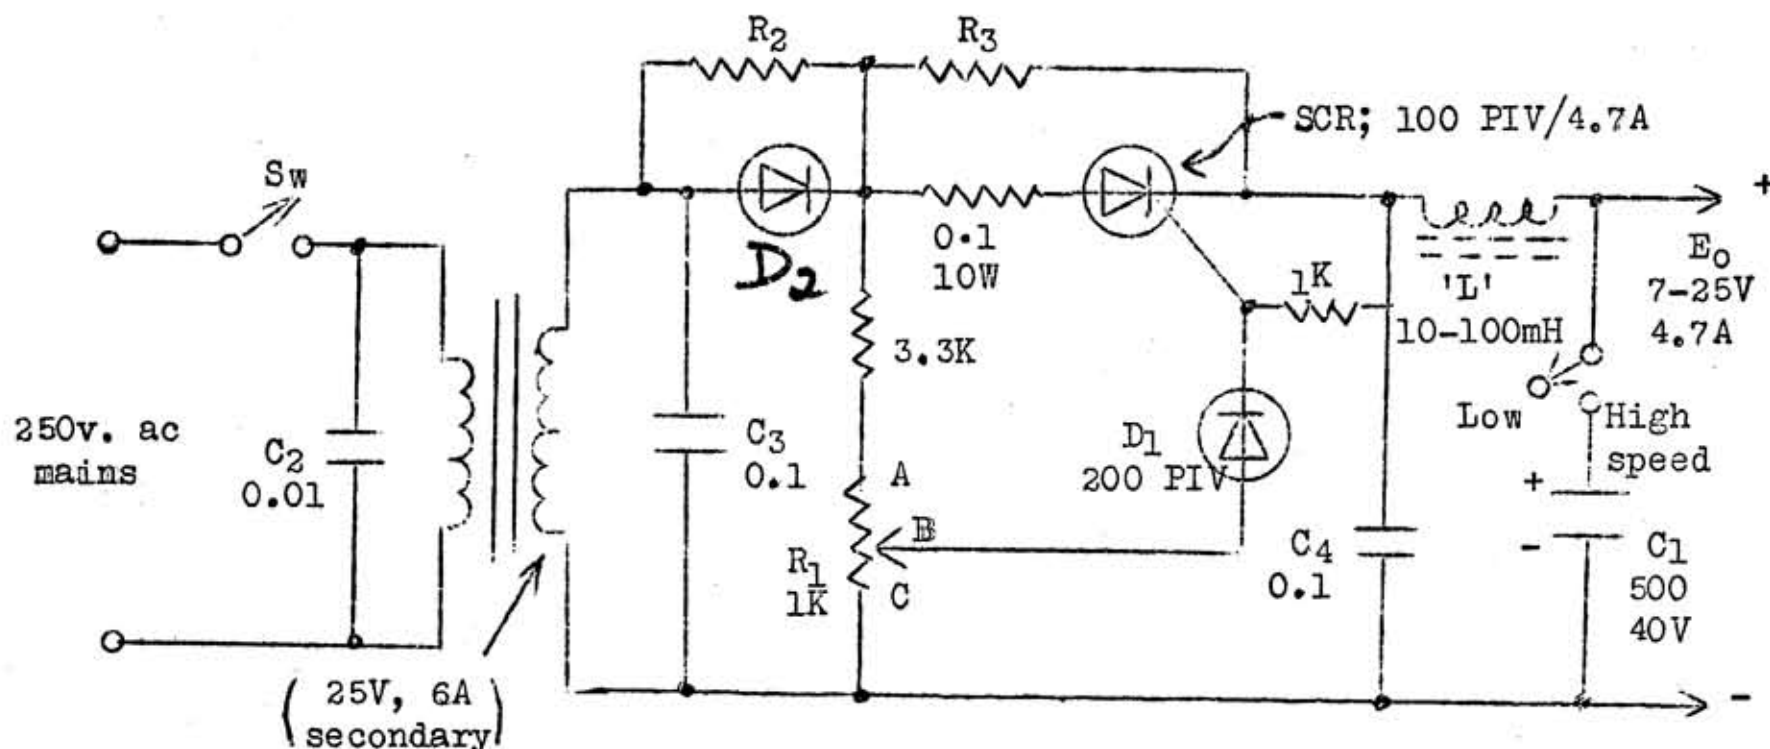 R2
R3
SCR; 100 PIV/4.7A
Sw
+
D2
0.1
10W
1K
'L'
10-100mH
Eo
7-25V
4.7A
3.3K
250v. ac
mains
C2
0.01
C3
0.1
A
B
C
R1
1K
D1
200 PIV
Low
High
speed
+
-
C4
0.1
C1
500
40V
(25V, 6A
secondary)
-